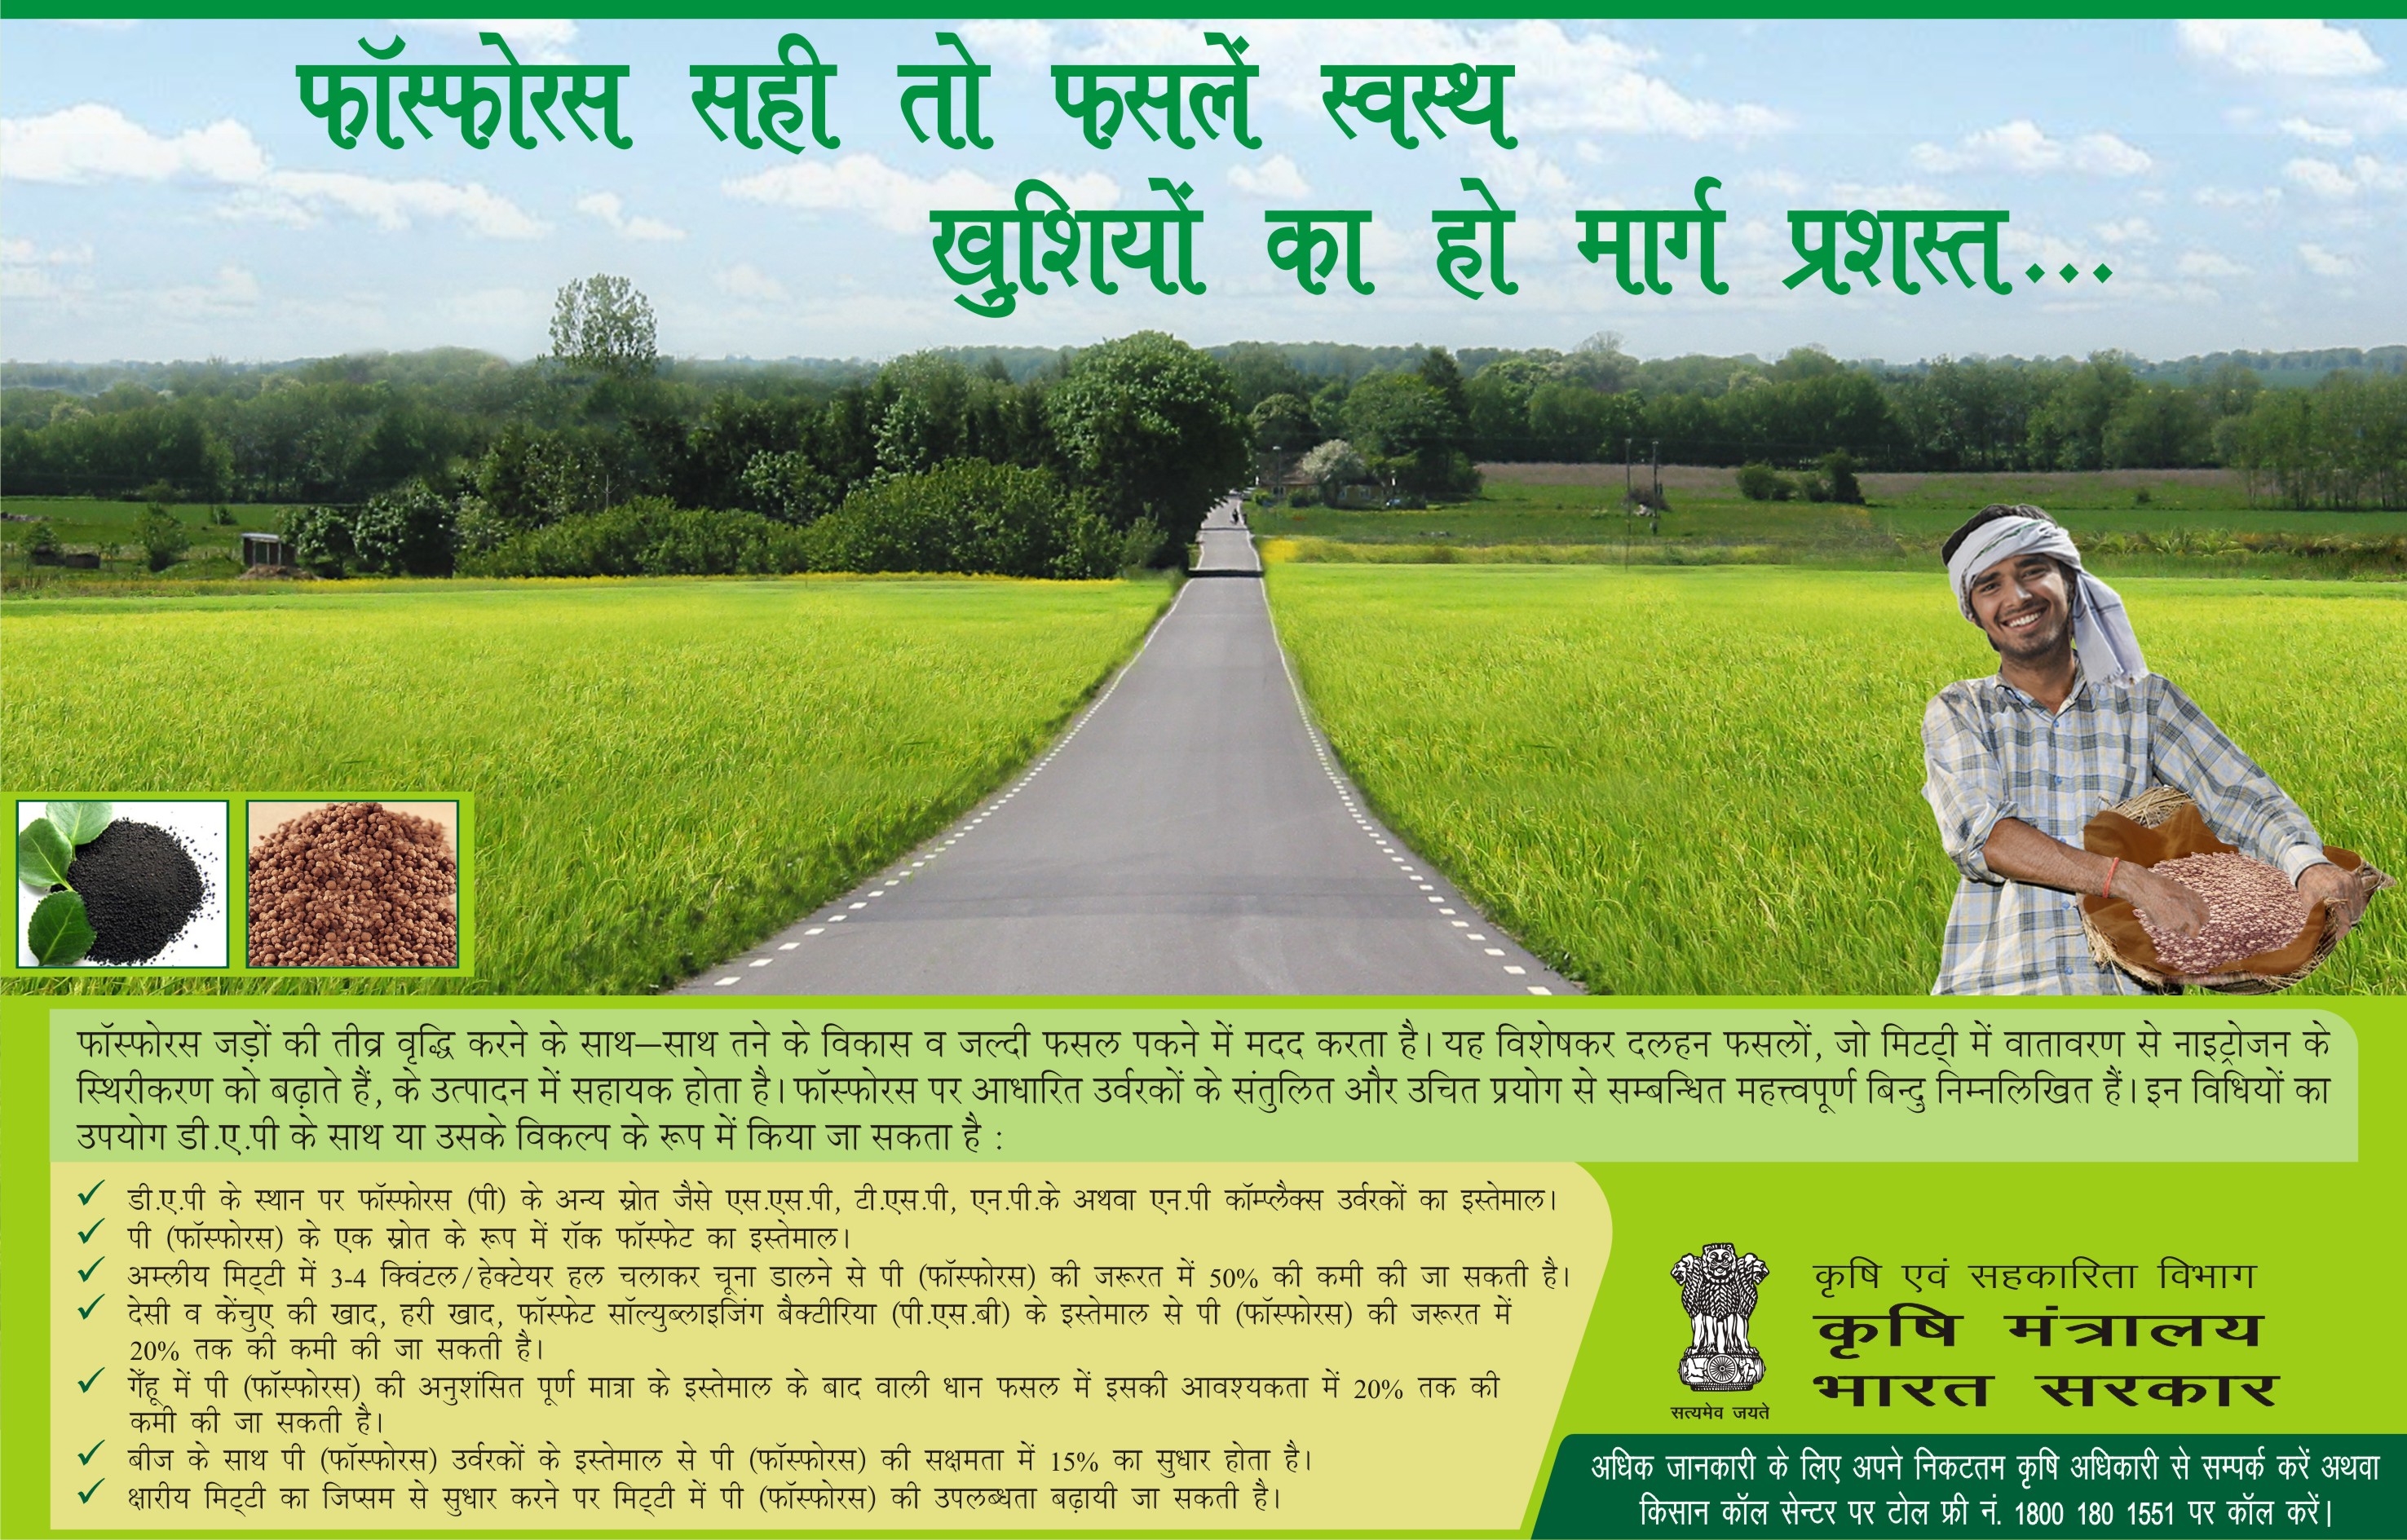 फॉस्फोरस सही तो फसलें स्वस्थ
खुशियों का हो मार्ग प्रशस्त...
फॉस्फोरस जड़ों की तीव्र वृद्धि करने के साथ–साथ तने के विकास व जल्दी फसल पकने में मदद करता है। यह विशेषकर दलहन फसलों, जो मिटटी् में वातावरण से नाइट्रोजन के
स्थिरीकरण को बढ़ाते हैं, के उत्पादन में सहायक होता है। फॉस्फोरस पर आधारित उर्वरकों के संतुलित और उचित प्रयोग से सम्बन्धित महत्त्वपूर्ण बिन्दु निम्नलिखित हैं। इन विधियों का
उपयोग डी.ए.पी के साथ या उसके विकल्प के रूप में किया जा सकता है :
✓ डी.ए.पी के स्थान पर फॉस्फोरस (पी) के अन्य स्रोत जैसे एस.एस.पी, टी.एस.पी, एन.पी.के अथवा एन.पी कॉम्प्लैक्स उर्वरकों का इस्तेमाल।
✓ पी (फॉस्फोरस) के एक स्रोत के रूप में रॉक फॉस्फेट का इस्तेमाल।
✓ अम्लीय मिट्टी में 3-4 क्विंटल/हेक्टेयर हल चलाकर चूना डालने से पी (फॉस्फोरस) की जरूरत में 50% की कमी की जा सकती है।
✓ देसी व केंचुए की खाद, हरी खाद, फॉस्फेट सॉल्युब्लाइजिंग बैक्टीरिया (पी.एस.बी) के इस्तेमाल से पी (फॉस्फोरस) की जरूरत में
20% तक की कमी की जा सकती है।
✓ गेँहू में पी (फॉस्फोरस) की अनुशंसित पूर्ण मात्रा के इस्तेमाल के बाद वाली धान फसल में इसकी आवश्यकता में 20% तक की
कमी की जा सकती है।
✓ बीज के साथ पी (फॉस्फोरस) उर्वरकों के इस्तेमाल से पी (फॉस्फोरस) की सक्षमता में 15% का सुधार होता है।
✓ क्षारीय मिट्टी का जिप्सम से सुधार करने पर मिट्टी में पी (फॉस्फोरस) की उपलब्धता बढ़ायी जा सकती है।
कृषि एवं सहकारिता विभाग
कृषि मंत्रालय
भारत सरकार
सत्यमेव जयते
अधिक जानकारी के लिए अपने निकटतम कृषि अधिकारी से सम्पर्क करें अथवा
किसान कॉल सेन्टर पर टोल फ्री नं. 1800 180 1551 पर कॉल करें।